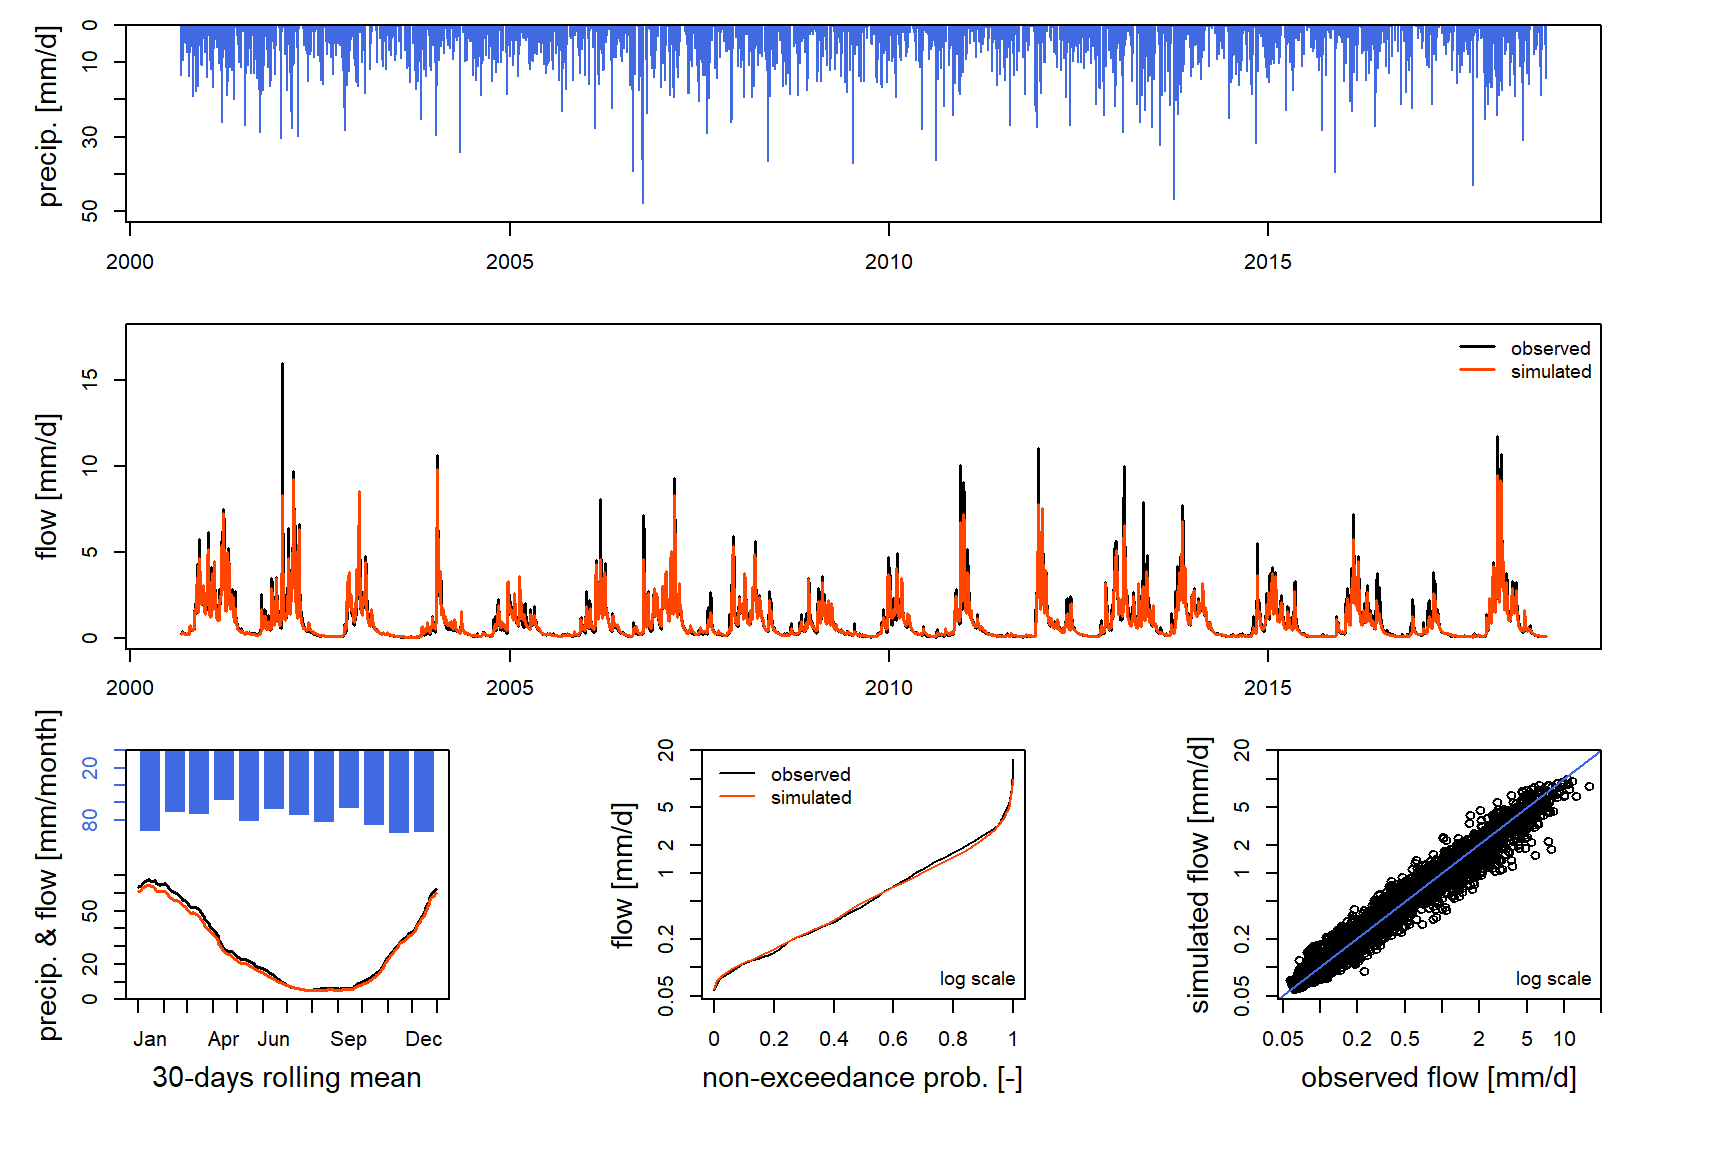 precip. [mm/d]
0
10
30
50
2000
2005
2010
2015
flow [mm/d]
0
5
10
15
observed
simulated
2000
2005
2010
2015
precip. & flow [mm/month]
20
80
50
20
0
Jan
Apr
Jun
Sep
Dec
30-days rolling mean
flow [mm/d]
20
5
2
1
0.2
0.05
observed
simulated
log scale
0
0.2
0.4
0.6
0.8
1
non-exceedance prob. [-]
simulated flow [mm/d]
20
5
2
1
0.2
0.05
log scale
0.05
0.2
0.5
2
5
10
observed flow [mm/d]